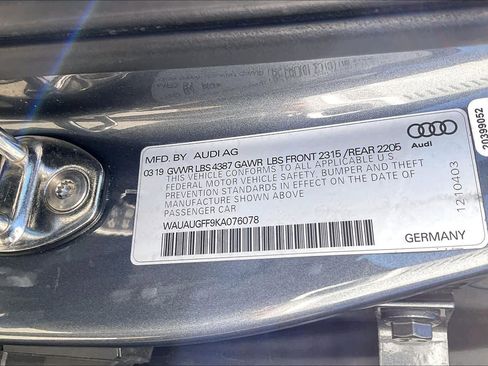 MFD. BY AUDI AG
03 19 GVWR LBS 4387 GAWR LBS FRONT 2315 / REAR 2205
THIS VEHICLE CONFORMS TO ALL APPLICABLE U.S.
FEDERAL MOTOR VEHICLE SAFETY, BUMPER AND THEFT
PREVENTION STANDARDS IN EFFECT ON THE DATE OF
MANUFACTURE SHOWN ABOVE
PASSENGER CAR
WAUAUGFF9KA076078
Audi
1210403
GERMANY
20399052